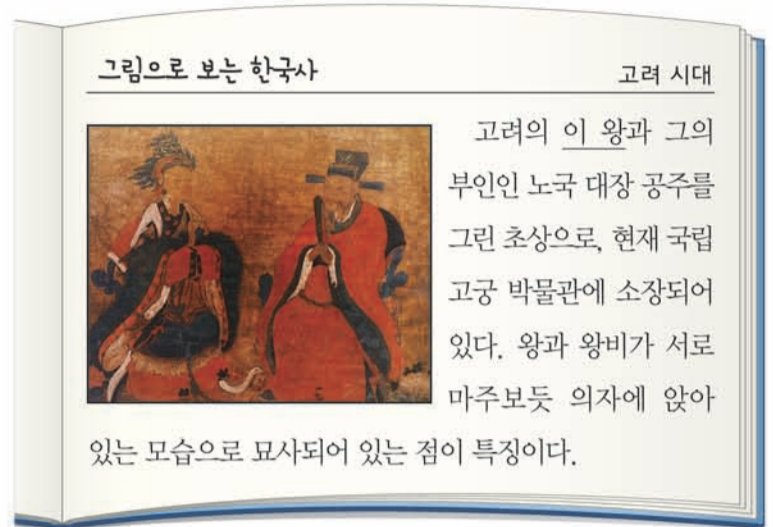 그림으로 보는 한국사
고려 시대
고려의 이 왕과 그의
부인인 노국 대장 공주를
그린 초상으로, 현재 국립
고궁 박물관에 소장되어
있다. 왕과 왕비가 서로
마주보듯 의자에 앉아
있는 모습으로 묘사되어 있는 점이 특징이다.